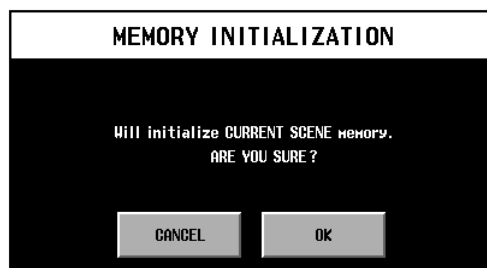 MEMORY INITIALIZATION
Will initialize CURRENT SCENE memory.
ARE YOU SURE?
CANCEL OK